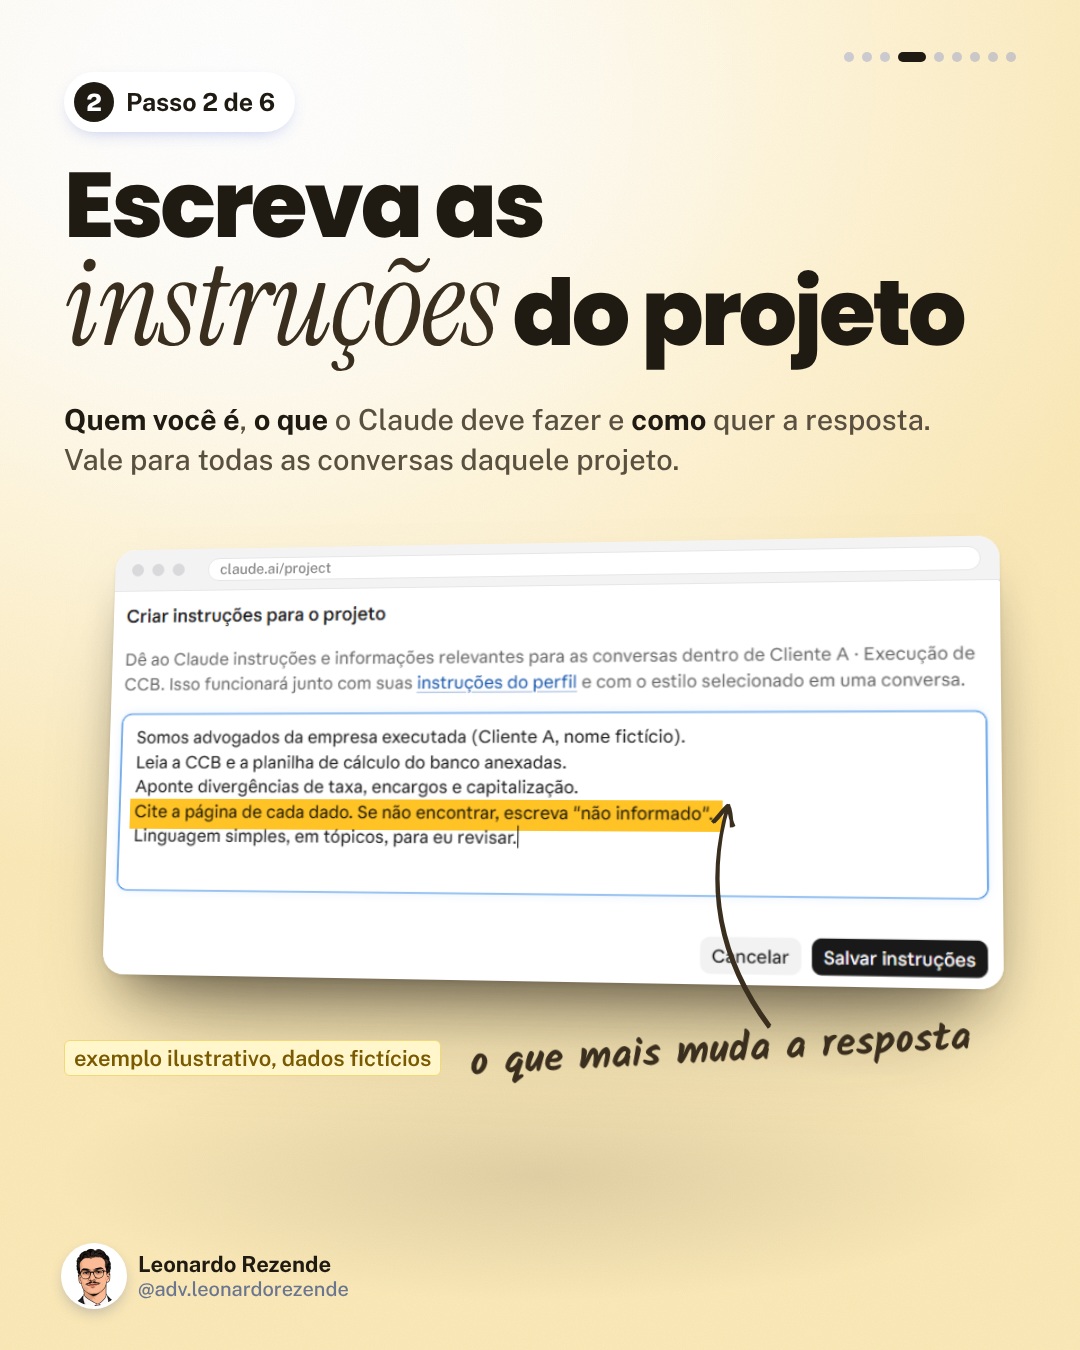 2 Passo 2 de 6
Escreva as
instruções do projeto
Quem você é, o que o Claude deve fazer e como quer a resposta.
Vale para todas as conversas daquele projeto.
claude.ai/project
Criar instruções para o projeto
Dê ao Claude instruções e informações relevantes para as conversas dentro de Cliente A · Execução de
CCB. Isso funcionará junto com suas instruções do perfil e com o estilo selecionado em uma conversa.
Somos advogados da empresa executada (Cliente A, nome fictício).
Leia a CCB e a planilha de cálculo do banco anexadas.
Aponte divergências de taxa, encargos e capitalização.
Cite a página de cada dado. Se não encontrar, escreva "não informado".
Linguagem simples, em tópicos, para eu revisar.
Cancelar Salvar instruções
exemplo ilustrativo, dados fictícios
o que mais muda a resposta
Leonardo Rezende
@adv.leonardorezende